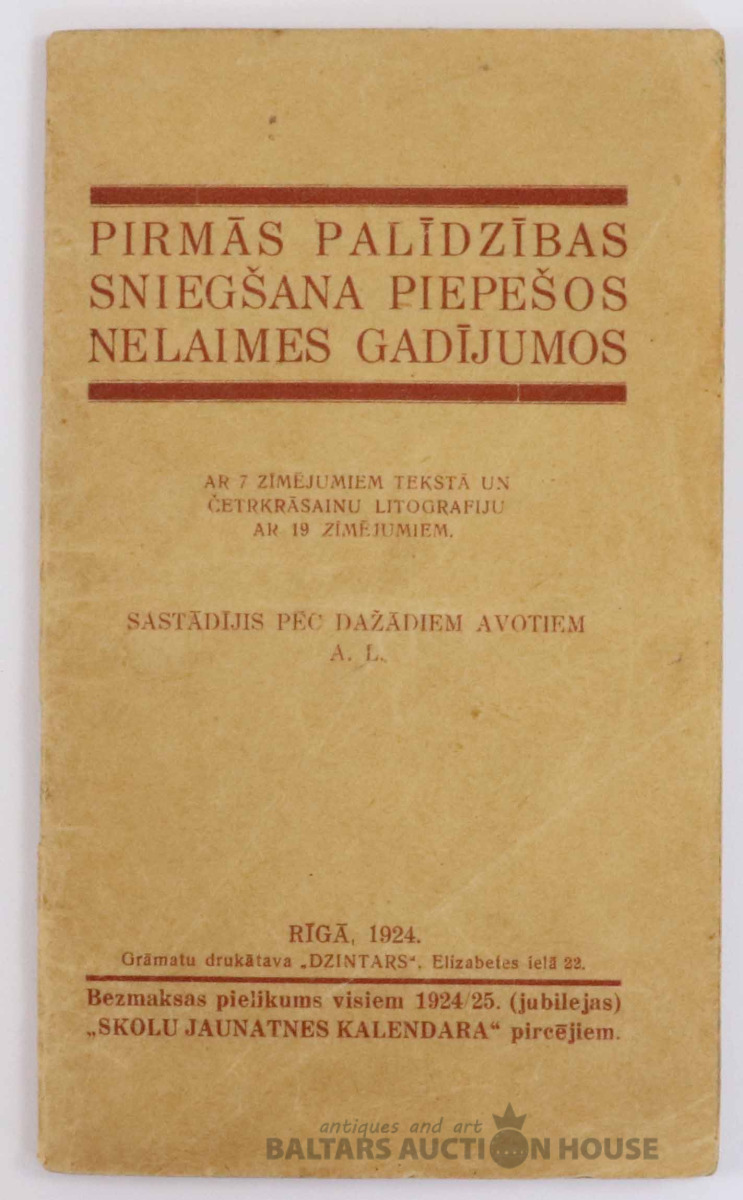 PIRMĀS PALĪDZĪBAS
SNIEGŠANA PIEPEŠOS
NELAIMES GADĪJUMOS
AR 7 ZĪMĒJUMIEM TEKSTĀ UN
ČETRKRĀSAINU LITOGRAFIJU
AR 19 ZĪMĒJUMIEM.
SASTĀDĪJIS PĒC DAŽĀDIEM AVOTIEM
A. L.
RĪGĀ, 1924.
Grāmatu drukātava „DZINTARS“, Elizabetes ielā 22.
Bezmaksas pielikums visiem 1924/25. (jubilejas)
„SKOLU JAUNATNES KALENDARA“ pircējiem.
antiques and art
BALTARS AUCTION HOUSE